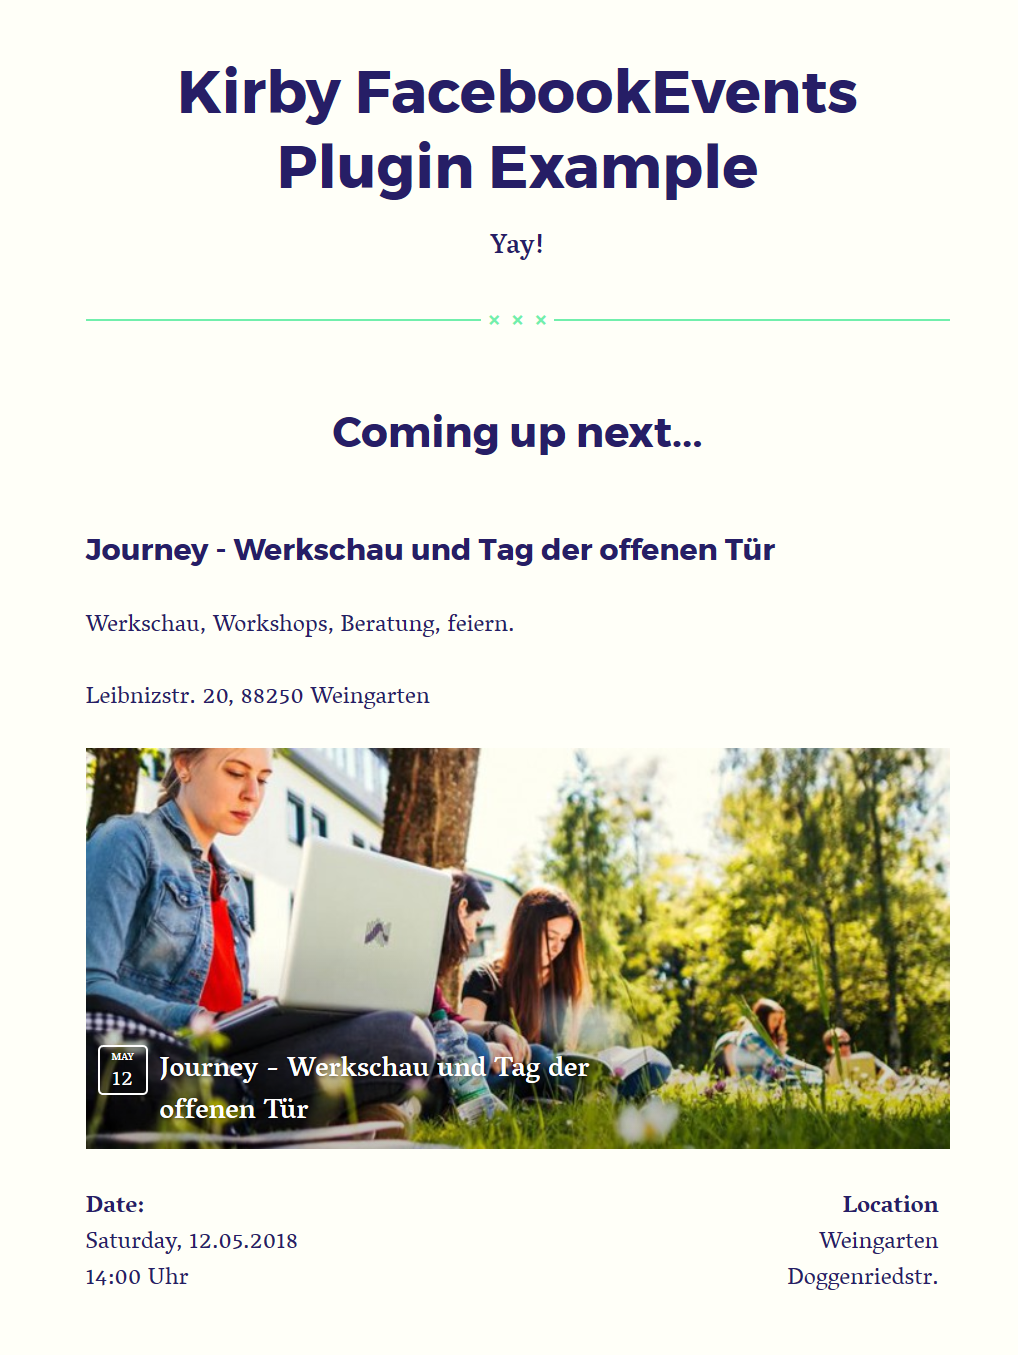 Kirby FacebookEvents
Plugin Example
Yay!
Coming up next...
Journey - Werkschau und Tag der offenen Tür
Werkschau, Workshops, Beratung, feiern.
Leibnizstr. 20, 88250 Weingarten
MAY
12
Journey - Werkschau und Tag der
offenen Tür
Date:
Saturday, 12.05.2018
14:00 Uhr
Location
Weingarten
Doggenriedstr.